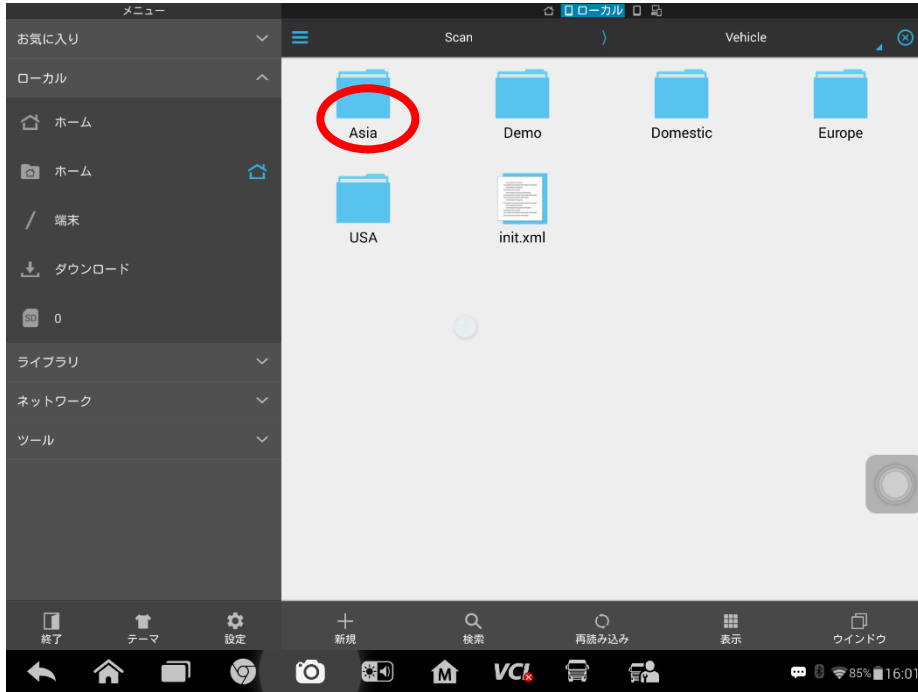 メニュー
ローカル
お気に入り
Scan
Vehicle
ローカル
ホーム
ホーム
端末
ダウンロード
SD 0
ライブラリ
ネットワーク
ツール
Asia
Demo
Domestic
Europe
USA
init.xml
終了
テーマ
設定
新規
検索
再読み込み
表示
ウインドウ
M
VCI
85%
16:01